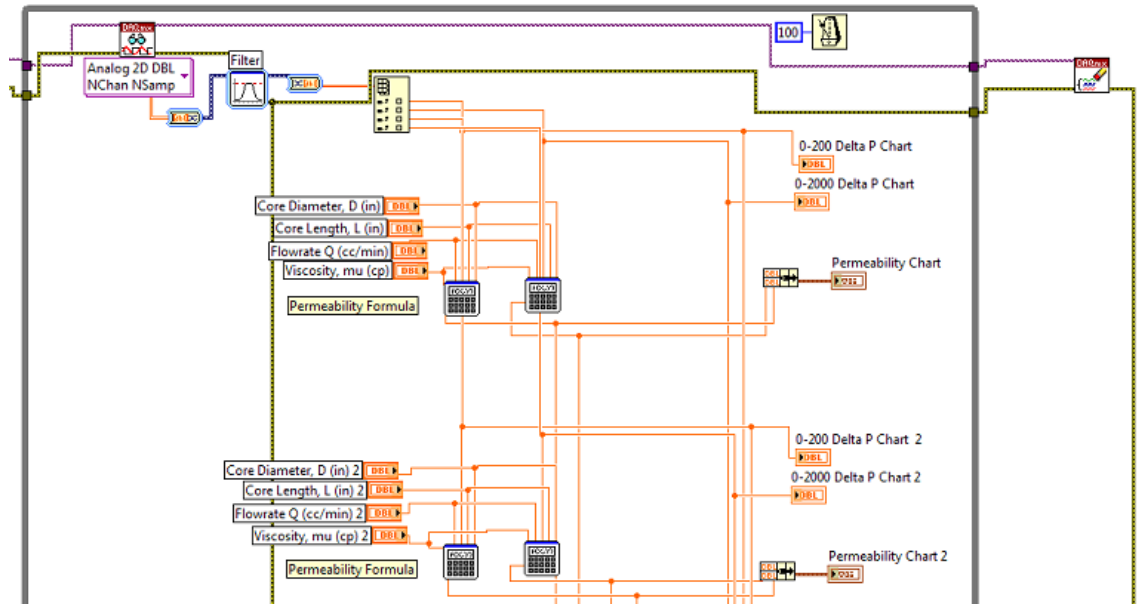 DAQmx
100
Analog 2D DBL
NChan NSamp
Filter
DAQmx
0-200 Delta P Chart
DBL
0-2000 Delta P Chart
DBL
Core Diameter, D (in)
DBL
Core Length, L (in)
DBL
Flowrate Q (cc/min)
DBL
Viscosity, mu (cp)
DBL
Permeability Chart
Permeability Formula
0-200 Delta P Chart 2
DBL
0-2000 Delta P Chart 2
DBL
Core Diameter, D (in) 2
DBL
Core Length, L (in) 2
DBL
Flowrate Q (cc/min) 2
DBL
Viscosity, mu (cp) 2
DBL
Permeability Chart 2
Permeability Formula